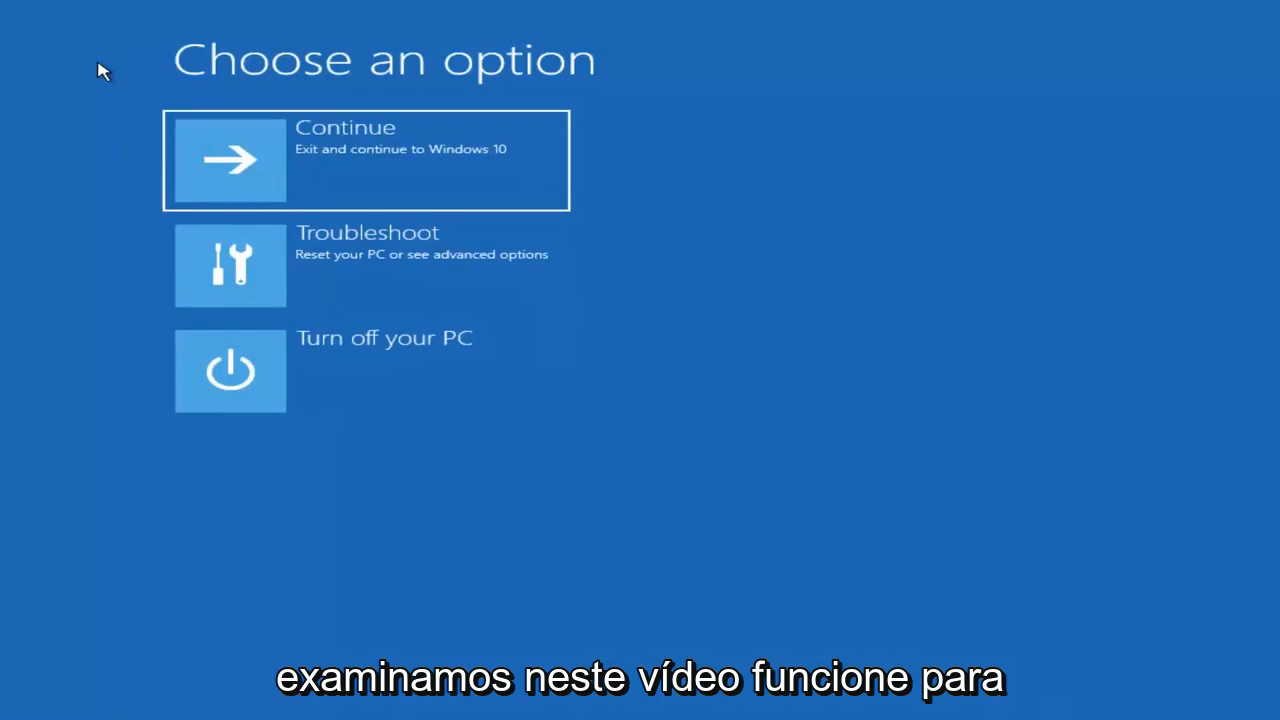 Choose an option
Continue
Exit and continue to Windows 10
Troubleshoot
Reset your PC or see advanced options
Turn off your PC
examinamos neste vídeo funcione para